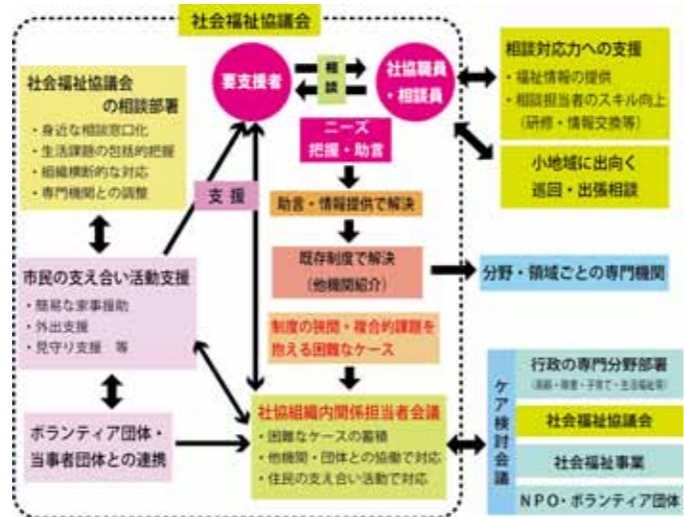 社会福祉協議会
社会福祉協議会
の相談部署
・身近な相談窓口化
・生活課題の包括的把握
・組織横断的な対応
・専門機関との調整
要支援者
相談
社協職員
・相談員
ニーズ
把握・助言
支援
助言・情報提供で解決
既存制度で解決
(他機関紹介)
制度の狭間・複合的課題を
抱える困難なケース
社協組織内関係担当者会議
・困難なケースの蓄積
・他機関・団体との協働で対応
・住民の支え合い活動で対応
市民の支え合い活動支援
・簡易な家事援助
・外出支援
・見守り支援 等
ボランティア団体・
当事者団体との連携
相談対応力への支援
・福祉情報の提供
・相談担当者のスキル向上
(研修・情報交換等)
小地域に出向く
巡回・出張相談
分野・領域ごとの専門機関
ケア検討会議
行政の専門分野部署
(高齢・障害・子育て・生活福祉等)
社会福祉協議会
社会福祉事業
NPO・ボランティア団体